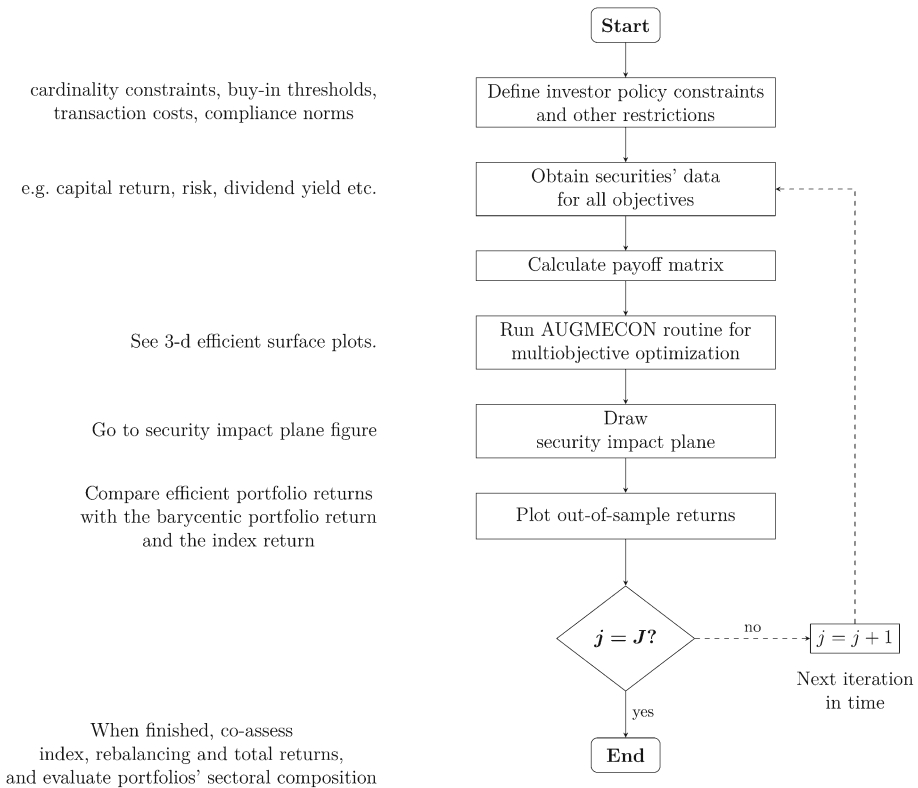 Start
cardinality constraints, buy-in thresholds,
transaction costs, compliance norms
Define investor policy constraints
and other restrictions
e.g. capital return, risk, dividend yield etc.
Obtain securities' data
for all objectives
Calculate payoff matrix
See 3-d efficient surface plots.
Run AUGMECON routine for
multiobjective optimization
Go to security impact plane figure
Draw
security impact plane
Compare efficient portfolio returns
with the barycentic portfolio return
and the index return
Plot out-of-sample returns
j = J?
no
j = j + 1
Next iteration
in time
yes
When finished, co-assess
index, rebalancing and total returns,
and evaluate portfolios' sectoral composition
End